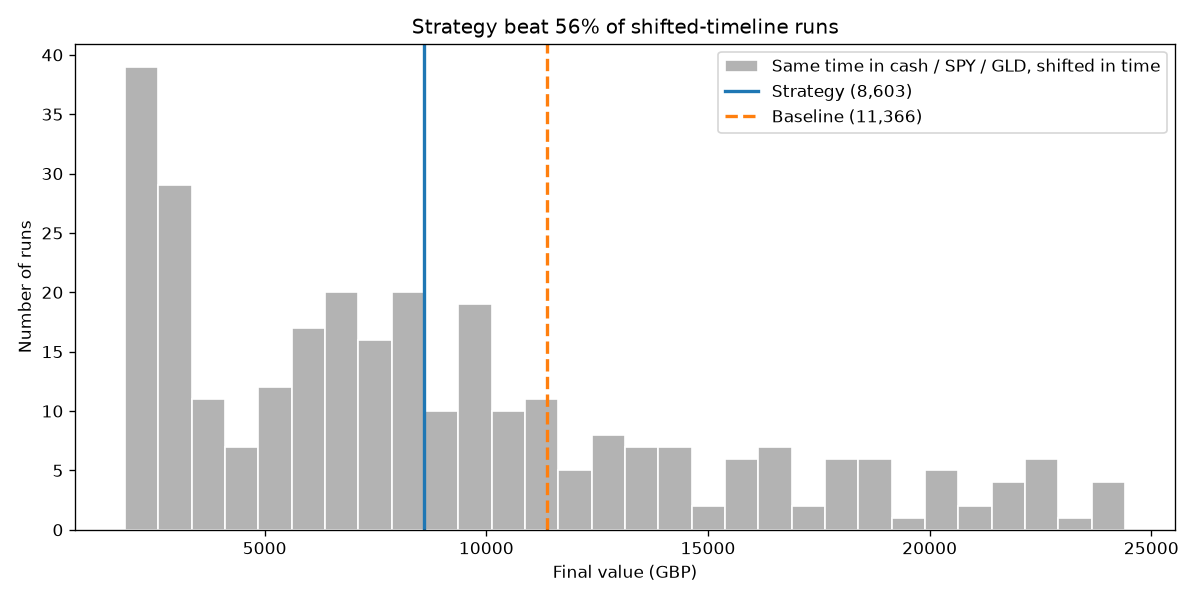 Strategy beat 56% of shifted-timeline runs
Same time in cash / SPY / GLD, shifted in time
Strategy (8,603)
Baseline (11,366)
Number of runs
40
35
30
25
20
15
10
5
0
5000
10000
15000
20000
25000
Final value (GBP)